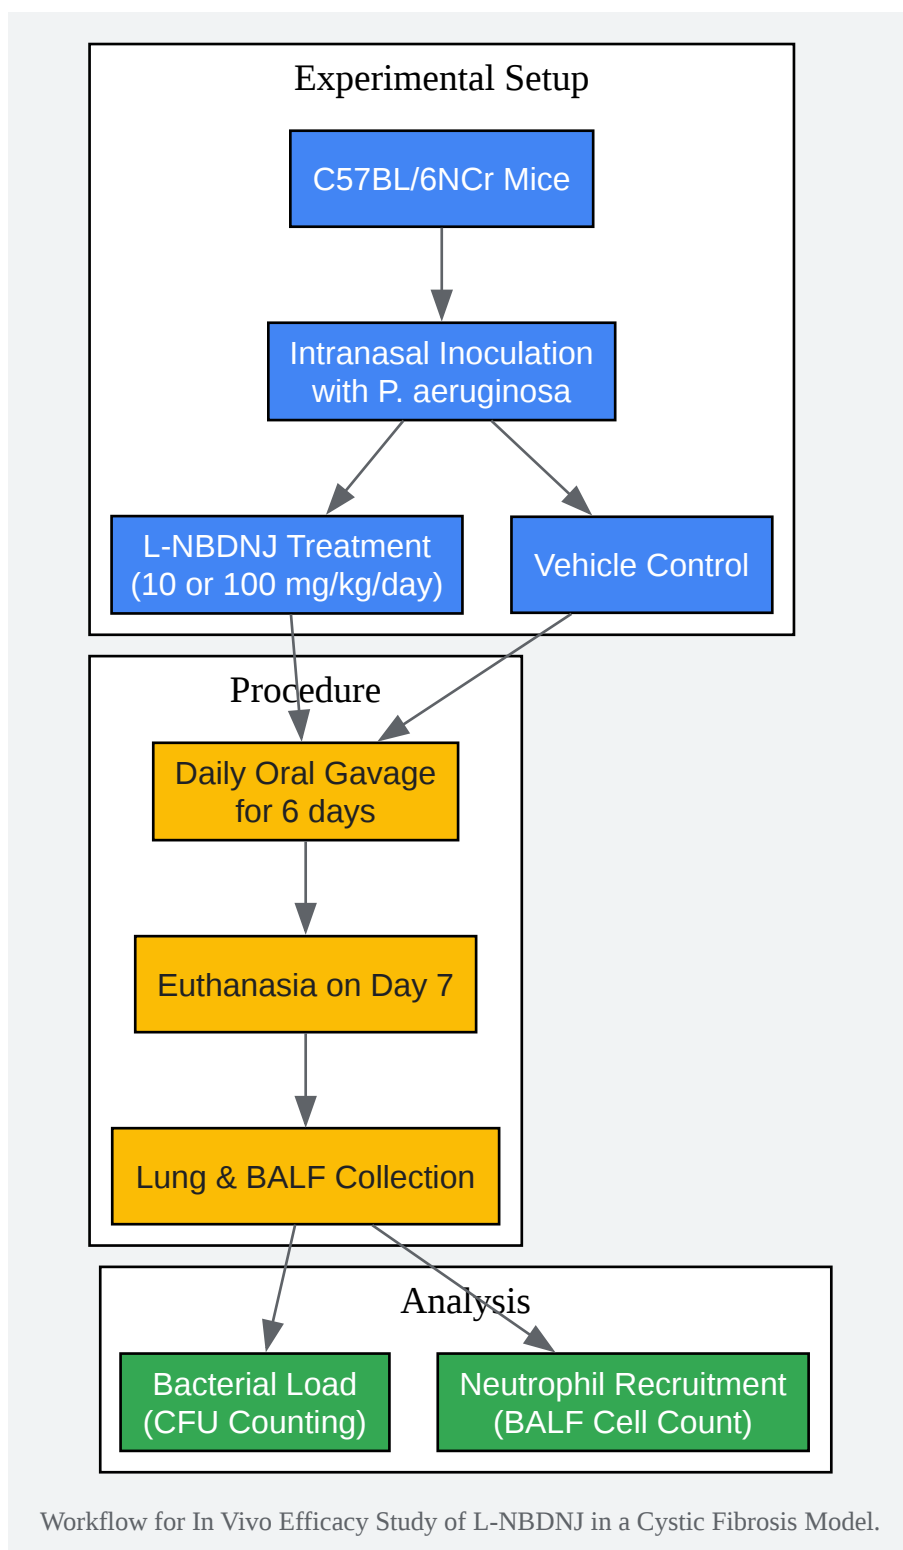 Experimental Setup
C57BL/6NCr Mice
Intranasal Inoculation
with P. aeruginosa
L-NBDNJ Treatment
(10 or 100 mg/kg/day)
Vehicle Control
Procedure
Daily Oral Gavage
for 6 days
Euthanasia on Day 7
Lung & BALF Collection
Analysis
Bacterial Load
(CFU Counting)
Neutrophil Recruitment
(BALF Cell Count)
Workflow for In Vivo Efficacy Study of L-NBDNJ in a Cystic Fibrosis Model.